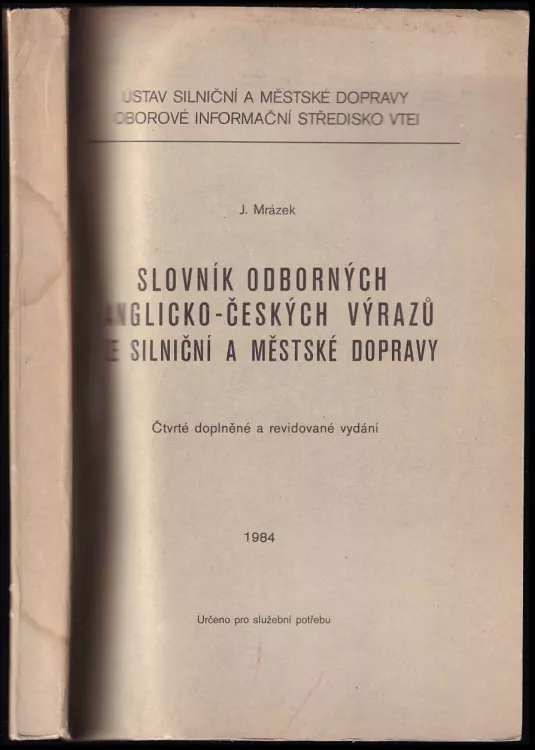 ÚSTAV SILNIČNÍ A MĚSTSKÉ DOPRAVY
OBOROVÉ INFORMAČNÍ STŘEDISKO VTEI
J. Mrázek
SLOVNÍK ODBORNÝCH
ANGLICKO-ČESKÝCH VÝRAZŮ
ZE SILNIČNÍ A MĚSTSKÉ DOPRAVY
Čtvrté doplněné a revidované vydání
1984
Určeno pro služební potřebu